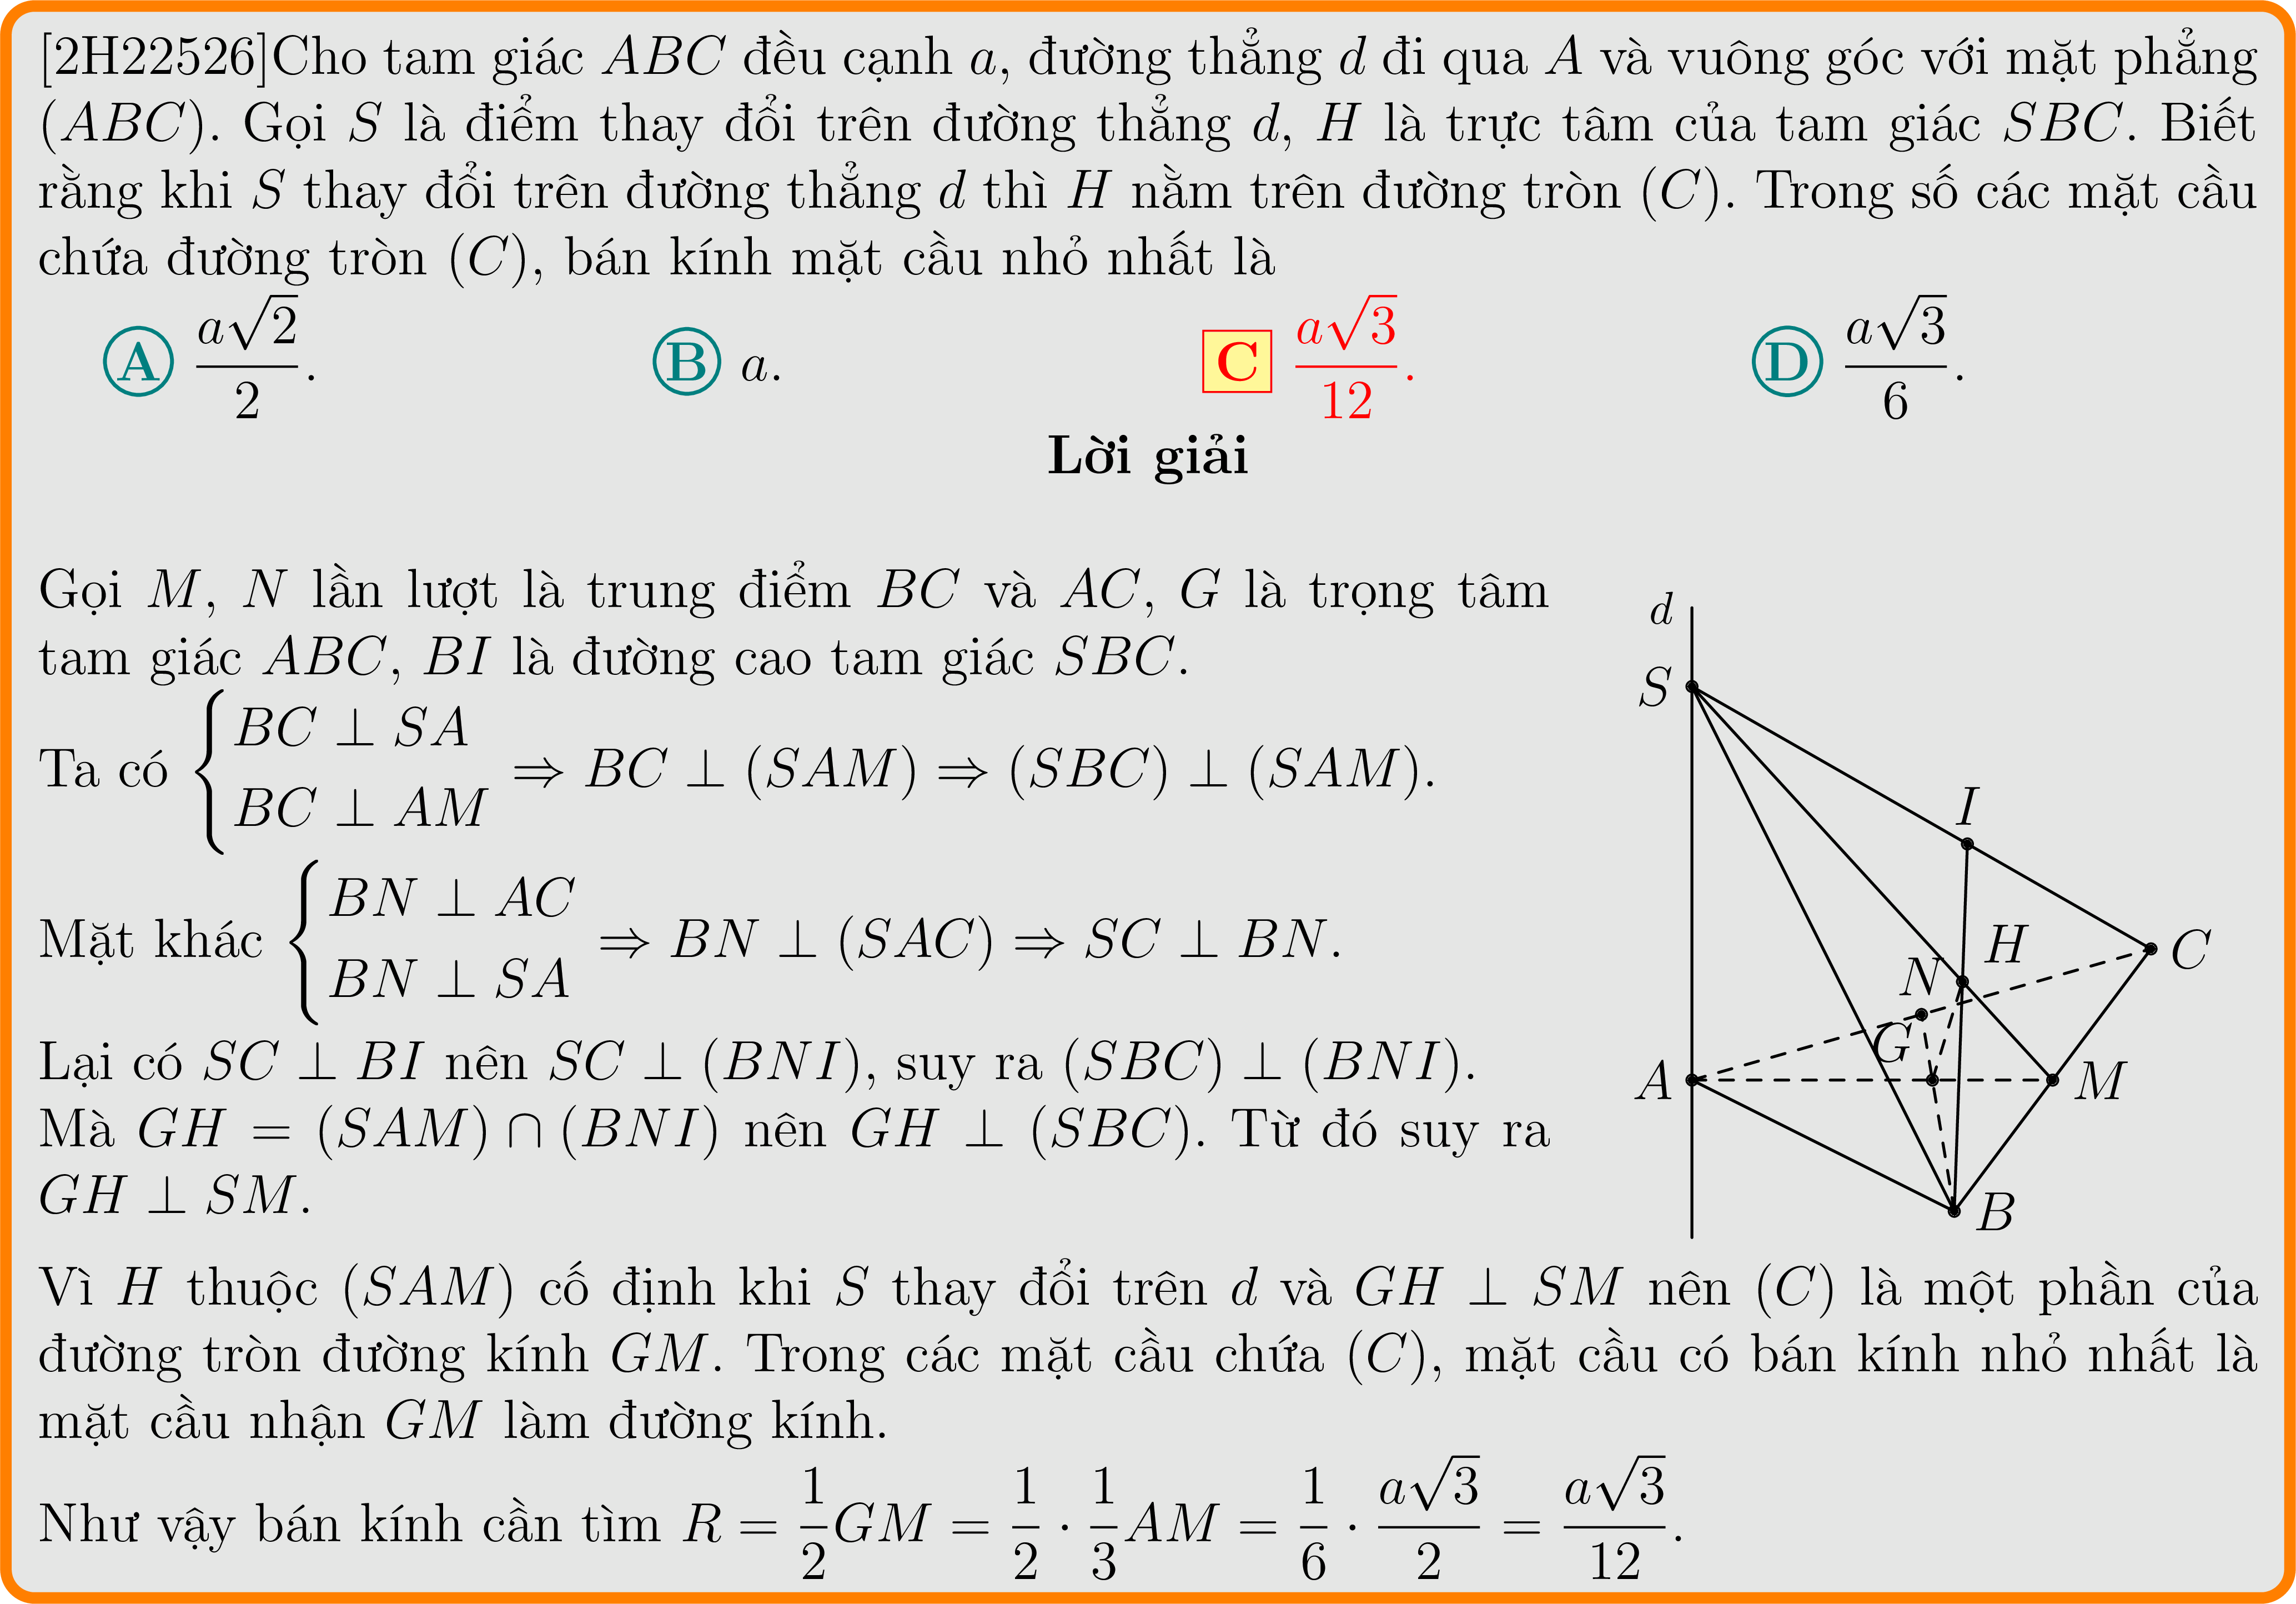 [2H22526]Cho tam giác ABC đều cạnh a, đường thẳng d đi qua A và vuông góc với mặt phẳng
(ABC). Gọi S là điểm thay đổi trên đường thẳng d, H là trực tâm của tam giác SBC. Biết
rằng khi S thay đổi trên đường thẳng d thì H nằm trên đường tròn (C). Trong số các mặt cầu
chứa đường tròn (C), bán kính mặt cầu nhỏ nhất là
A $\frac{a\sqrt{2}}{2}$. B a. C $\frac{a\sqrt{3}}{12}$. D $\frac{a\sqrt{3}}{6}$.
Lời giải
Gọi M, N lần lượt là trung điểm BC và AC, G là trọng tâm
tam giác ABC, BI là đường cao tam giác SBC.
Ta có $\begin{cases} BC \perp SA \\ BC \perp AM \end{cases} \Rightarrow BC \perp (SAM) \Rightarrow (SBC) \perp (SAM)$.
Mặt khác $\begin{cases} BN \perp AC \\ BN \perp SA \end{cases} \Rightarrow BN \perp (SAC) \Rightarrow SC \perp BN$.
Lại có SC ⊥ BI nên SC ⊥ (BNI), suy ra (SBC) ⊥ (BNI).
Mà GH = (SAM) ∩ (BNI) nên GH ⊥ (SBC). Từ đó suy ra
GH ⊥ SM.
d
S
I
H
C
N
G
A
M
B
Vì H thuộc (SAM) cố định khi S thay đổi trên d và GH ⊥ SM nên (C) là một phần của
đường tròn đường kính GM. Trong các mặt cầu chứa (C), mặt cầu có bán kính nhỏ nhất là
mặt cầu nhận GM làm đường kính.
Như vậy bán kính cần tìm $R = \frac{1}{2}GM = \frac{1}{2} \cdot \frac{1}{3}AM = \frac{1}{6} \cdot \frac{a\sqrt{3}}{2} = \frac{a\sqrt{3}}{12}$.